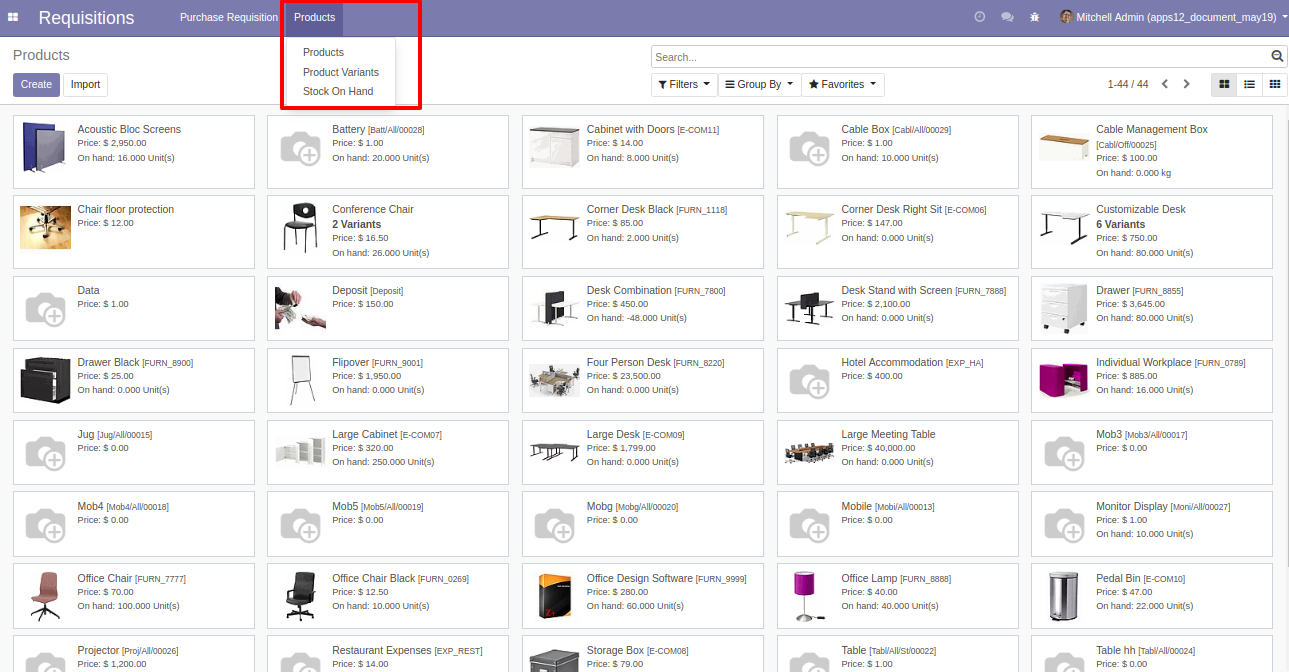 Requisitions
Purchase Requisition
Products
Mitchell Admin (apps12_document_may19)
Products
Product Variants
Stock On Hand
Products
Search...
Create
Import
Filters
Group By
Favorites
1-44 / 44
Acoustic Bloc Screens
Price: $ 2,950.00
On hand: 16.000 Unit(s)
Battery [Batt/All/00028]
Price: $ 1.00
On hand: 20.000 Unit(s)
Cabinet with Doors [E-COM11]
Price: $ 14.00
On hand: 8.000 Unit(s)
Cable Box [Cabl/All/00029]
Price: $ 1.00
On hand: 10.000 Unit(s)
Cable Management Box
[Cabl/Off/00025]
Price: $ 100.00
On hand: 0.000 kg
Chair floor protection
Price: $ 12.00
Conference Chair
2 Variants
Price: $ 16.50
On hand: 26.000 Unit(s)
Corner Desk Black [FURN_1118]
Price: $ 85.00
On hand: 2.000 Unit(s)
Corner Desk Right Sit [E-COM06]
Price: $ 147.00
On hand: 0.000 Unit(s)
Customizable Desk
6 Variants
Price: $ 750.00
On hand: 80.000 Unit(s)
Data
Price: $ 1.00
Deposit [Deposit]
Price: $ 150.00
Desk Combination [FURN_7800]
Price: $ 450.00
On hand: -48.000 Unit(s)
Desk Stand with Screen [FURN_7888]
Price: $ 2,100.00
On hand: 0.000 Unit(s)
Drawer [FURN_8855]
Price: $ 3,645.00
On hand: 80.000 Unit(s)
Drawer Black [FURN_8900]
Price: $ 25.00
On hand: 0.000 Unit(s)
Flipover [FURN_9001]
Price: $ 1,950.00
On hand: 0.000 Unit(s)
Four Person Desk [FURN_8220]
Price: $ 23,500.00
On hand: 0.000 Unit(s)
Hotel Accommodation [EXP_HA]
Price: $ 400.00
Individual Workplace [FURN_0789]
Price: $ 885.00
On hand: 16.000 Unit(s)
Jug [Jug/All/00015]
Price: $ 0.00
Large Cabinet [E-COM07]
Price: $ 320.00
On hand: 250.000 Unit(s)
Large Desk [E-COM09]
Price: $ 1,799.00
On hand: 0.000 Unit(s)
Large Meeting Table
Price: $ 40,000.00
On hand: 0.000 Unit(s)
Mob3 [Mob3/All/00017]
Price: $ 0.00
Mob4 [Mob4/All/00018]
Price: $ 0.00
Mob5 [Mob5/All/00019]
Price: $ 0.00
Mobg [Mobg/All/00020]
Price: $ 0.00
Mobile [Mobi/All/00013]
Price: $ 0.00
Monitor Display [Moni/All/00027]
Price: $ 1.00
On hand: 10.000 Unit(s)
Office Chair [FURN_7777]
Price: $ 70.00
On hand: 100.000 Unit(s)
Office Chair Black [FURN_0269]
Price: $ 12.50
On hand: 10.000 Unit(s)
Office Design Software [FURN_9999]
Price: $ 280.00
On hand: 60.000 Unit(s)
Office Lamp [FURN_8888]
Price: $ 40.00
On hand: 40.000 Unit(s)
Pedal Bin [E-COM10]
Price: $ 47.00
On hand: 22.000 Unit(s)
Projector [Proj/All/00026]
Price: $ 1,200.00
Restaurant Expenses [EXP_REST]
Price: $ 14.00
Storage Box [E-COM08]
Price: $ 79.00
Table [Tabl/All/St/00022]
Price: $ 1.00
Table hh [Tabl/All/00024]
Price: $ 0.00